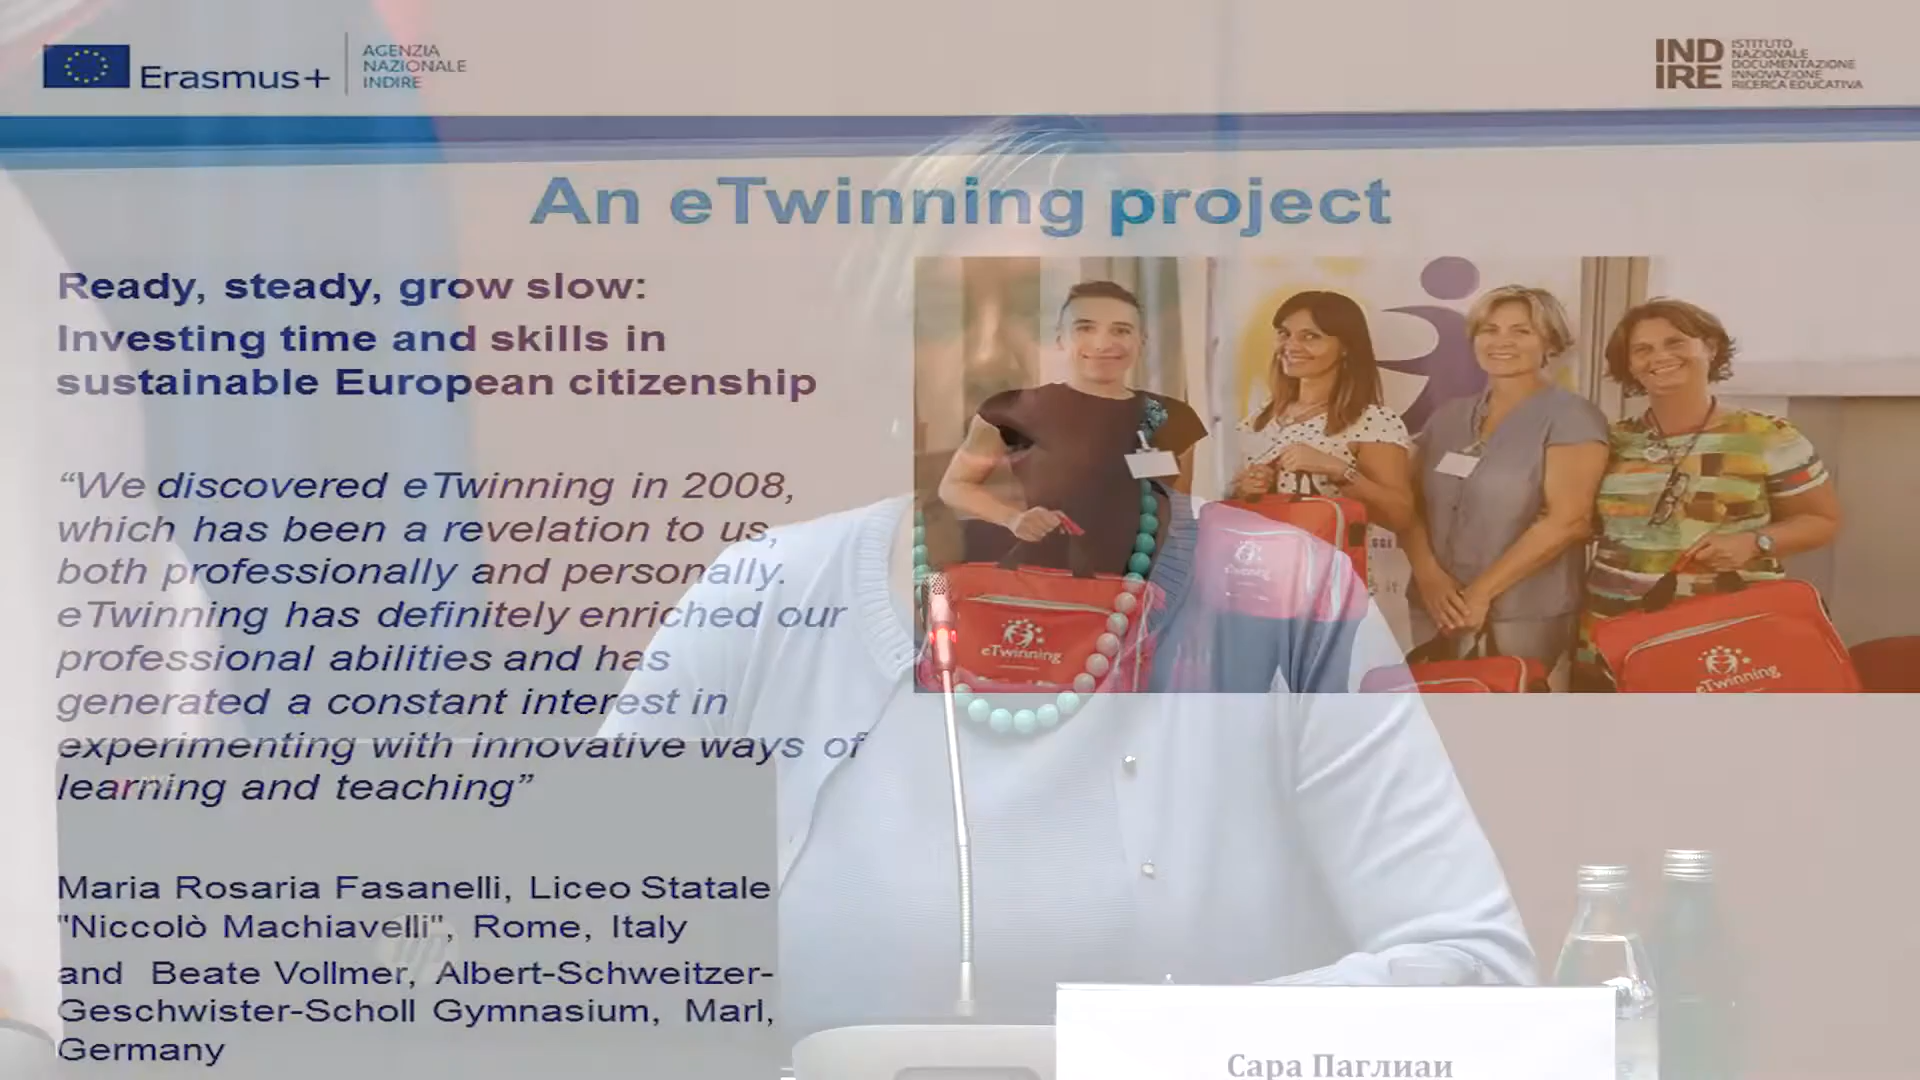 Erasmus+
AGENZIA
NAZIONALE
INDIRE
IND
IRE
ISTITUTO
NAZIONALE
DOCUMENTAZIONE
INNOVAZIONE
RICERCA EDUCATIVA
An eTwinning project
Ready, steady, grow slow:
Investing time and skills in
sustainable European citizenship
“We discovered eTwinning in 2008,
which has been a revelation to us,
both professionally and personally.
eTwinning has definitely enriched our
professional abilities and has
generated a constant interest in
experimenting with innovative ways of
learning and teaching”
Maria Rosaria Fasanelli, Liceo Statale
"Niccolò Machiavelli", Rome, Italy
and Beate Vollmer, Albert-Schweitzer-
Geschwister-Scholl Gymnasium, Marl,
Germany
eTwinning
eTwinning
hp
Сара Паглиаи